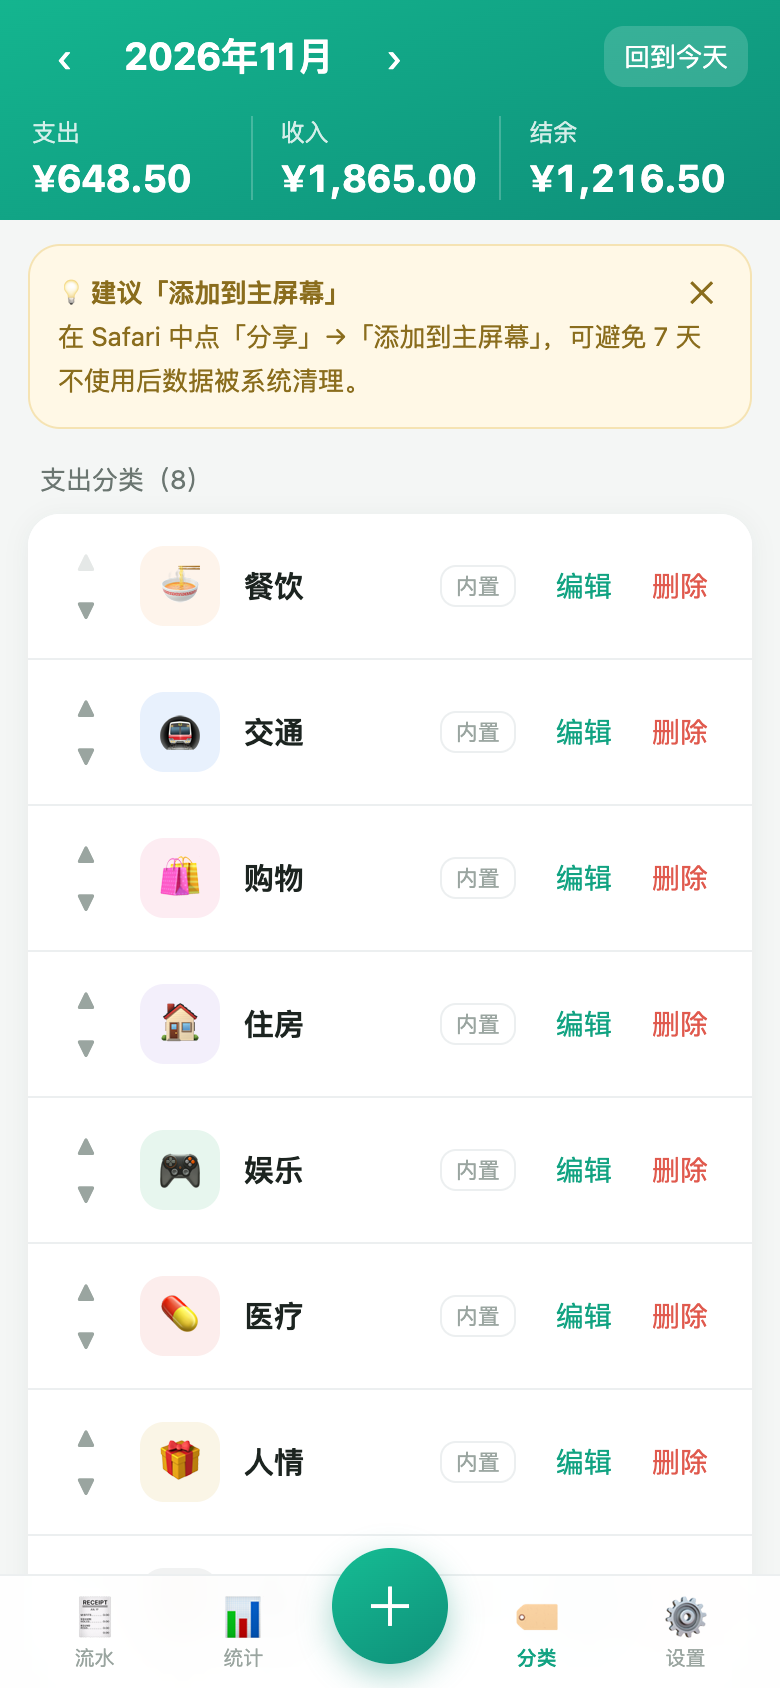 ‹ 2026年11月 › 回到今天
支出 收入 结余
¥648.50 ¥1,865.00 ¥1,216.50
💡 建议「添加到主屏幕」 ×
在 Safari 中点「分享」→「添加到主屏幕」，可避免 7 天
不使用后数据被系统清理。
支出分类（8）
▲ ▼ 餐饮 内置 编辑 删除
▲ ▼ 交通 内置 编辑 删除
▲ ▼ 购物 内置 编辑 删除
▲ ▼ 住房 内置 编辑 删除
▲ ▼ 娱乐 内置 编辑 删除
▲ ▼ 医疗 内置 编辑 删除
▲ ▼ 人情 内置 编辑 删除
RECEIPT
流水 统计 + 分类 设置